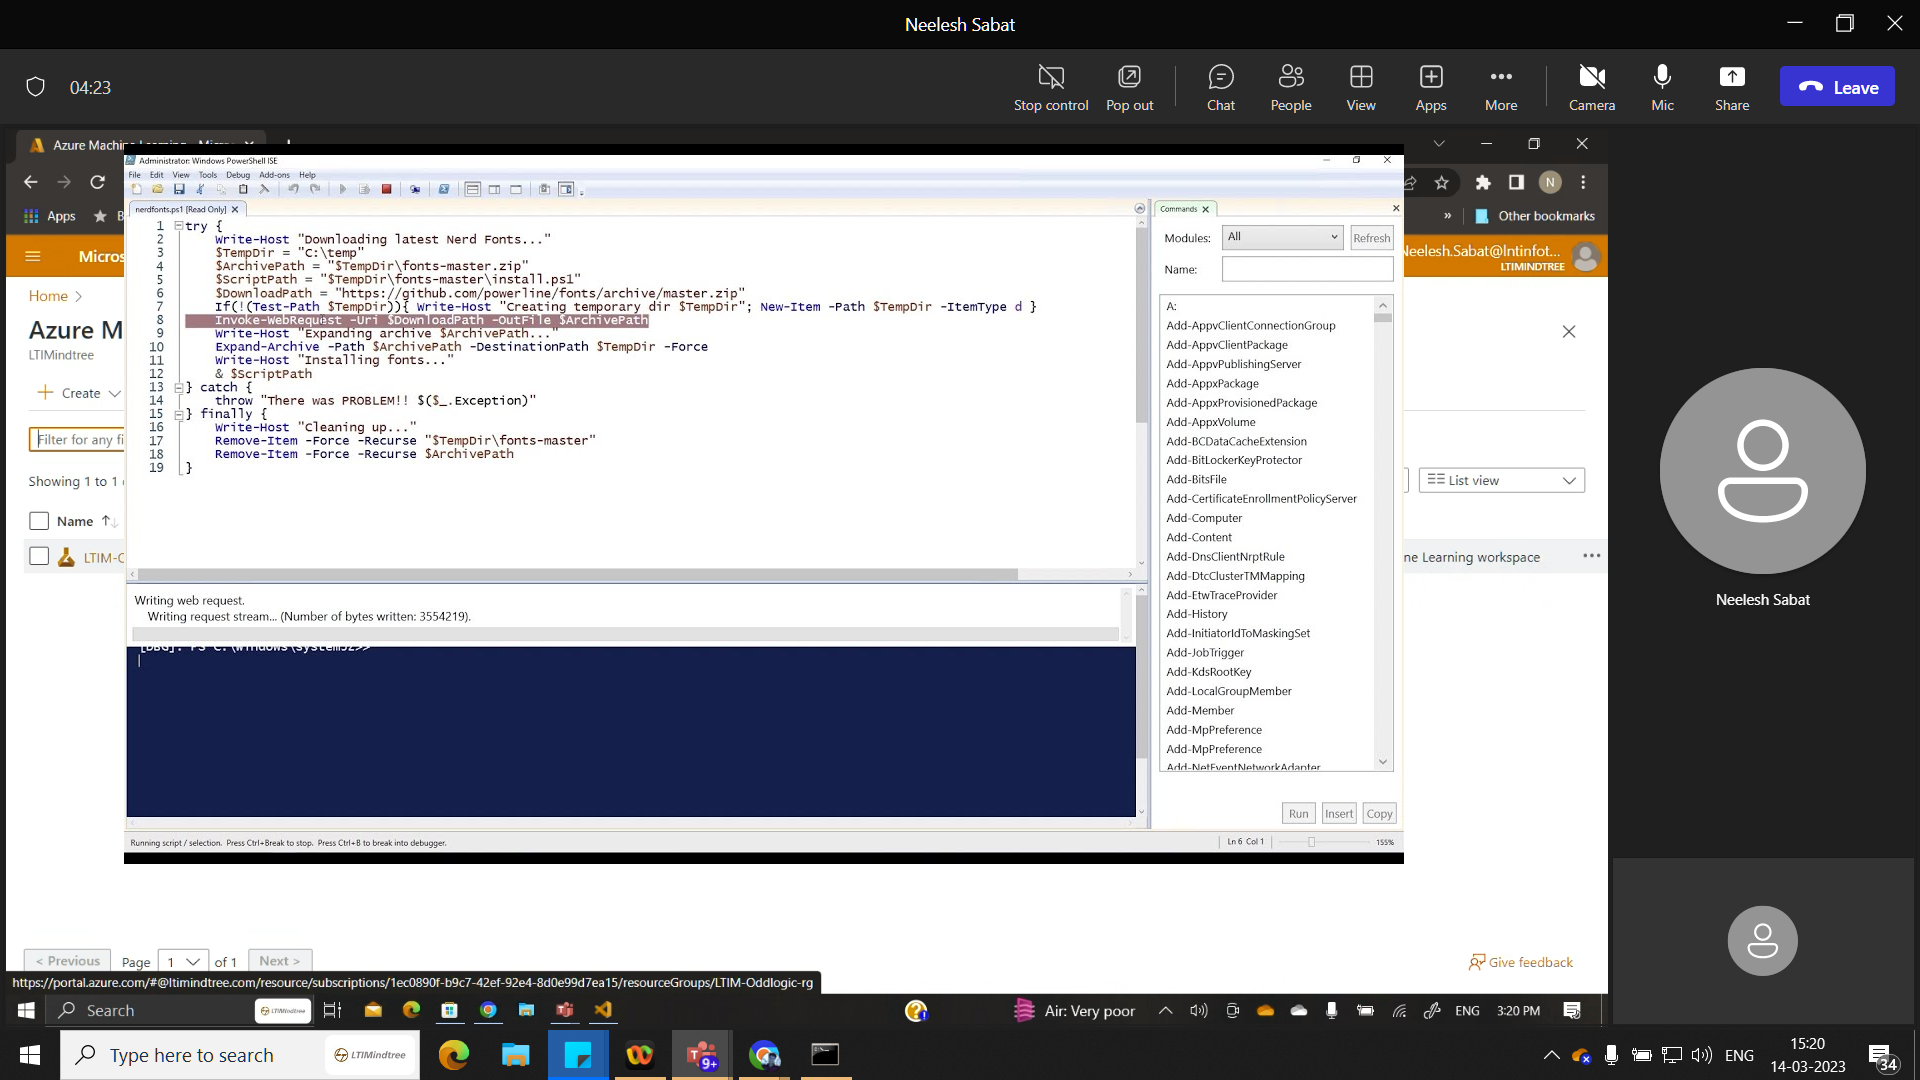 Neelesh Sabat
04:23
Stop control
Pop out
Chat
People
View
Apps
More
Camera
Mic
Share
Leave
Apps
Other bookmarks
Micros
Neelesh.Sabat@lntinfot...
LTIMINDTREE
Home
Azure M
LTIMindtree
Create
Filter for any fi
Showing 1 to 1
Name
LTIM-
List view
ne Learning workspace
Administrator: Windows PowerShell ISE
File Edit View Tools Debug Add-ons Help
nerdfonts.ps1 [Read Only]
1 try {
2 Write-Host "Downloading latest Nerd Fonts..."
3 $TempDir = "C:\temp"
4 $ArchivePath = "$TempDir\fonts-master.zip"
5 $ScriptPath = "$TempDir\fonts-master\install.ps1"
6 $DownloadPath = "https://github.com/powerline/fonts/archive/master.zip"
7 If(!(Test-Path $TempDir)){ Write-Host "Creating temporary dir $TempDir"; New-Item -Path $TempDir -ItemType d }
8 Invoke-WebRequest -Uri $DownloadPath -OutFile $ArchivePath
9 Write-Host "Expanding archive $ArchivePath..."
10 Expand-Archive -Path $ArchivePath -DestinationPath $TempDir -Force
11 Write-Host "Installing fonts..."
12 & $ScriptPath
13 } catch {
14 throw "There was PROBLEM!! $($_.Exception)"
15 } finally {
16 Write-Host "Cleaning up..."
17 Remove-Item -Force -Recurse "$TempDir\fonts-master"
18 Remove-Item -Force -Recurse $ArchivePath
19 }
Writing web request.
Writing request stream... (Number of bytes written: 3554219).
[DBG]: PS C:\Windows\system32>>
Running script / selection. Press Ctrl+Break to stop. Press Ctrl+B to break into debugger.
Ln 6 Col 1
155%
Commands
Modules: All Refresh
Name:
A:
Add-AppvClientConnectionGroup
Add-AppvClientPackage
Add-AppvPublishingServer
Add-AppxPackage
Add-AppxProvisionedPackage
Add-AppxVolume
Add-BCDataCacheExtension
Add-BitLockerKeyProtector
Add-BitsFile
Add-CertificateEnrollmentPolicyServer
Add-Computer
Add-Content
Add-DnsClientNrptRule
Add-DtcClusterTMMapping
Add-EtwTraceProvider
Add-History
Add-InitiatorIdToMaskingSet
Add-JobTrigger
Add-KdsRootKey
Add-LocalGroupMember
Add-Member
Add-MpPreference
Add-MpPreference
Add-NetEventNetworkAdapter
Run Insert Copy
Neelesh Sabat
< Previous Page 1 of 1 Next >
Give feedback
https://portal.azure.com/#@ltimindtree.com/resource/subscriptions/1ec0890f-b9c7-42ef-92e4-8d0e99d7ea15/resourceGroups/LTIM-Oddlogic-rg
Search
LTIMindtree
Air: Very poor
ENG
3:20 PM
Type here to search
LTIMindtree
9+
ENG
15:20
14-03-2023
34